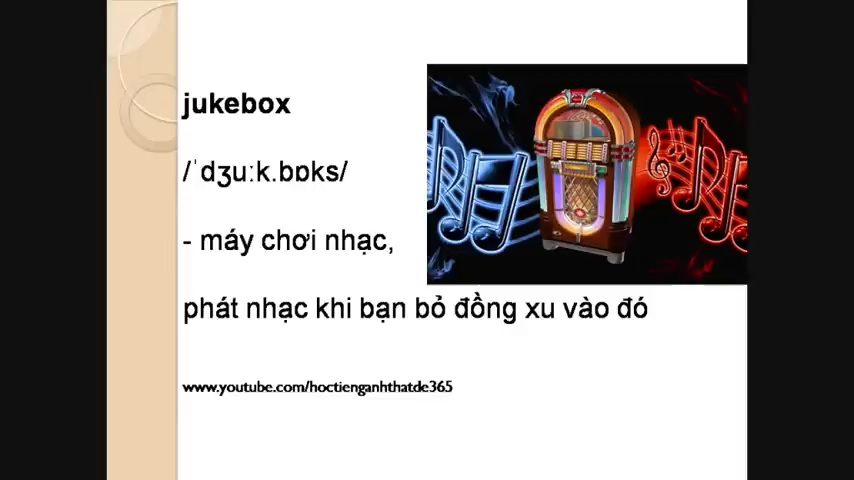 jukebox
/ˈdʒuːk.bɒks/
- máy chơi nhạc,
phát nhạc khi bạn bỏ đồng xu vào đó
www.youtube.com/hoctienganhthatde365